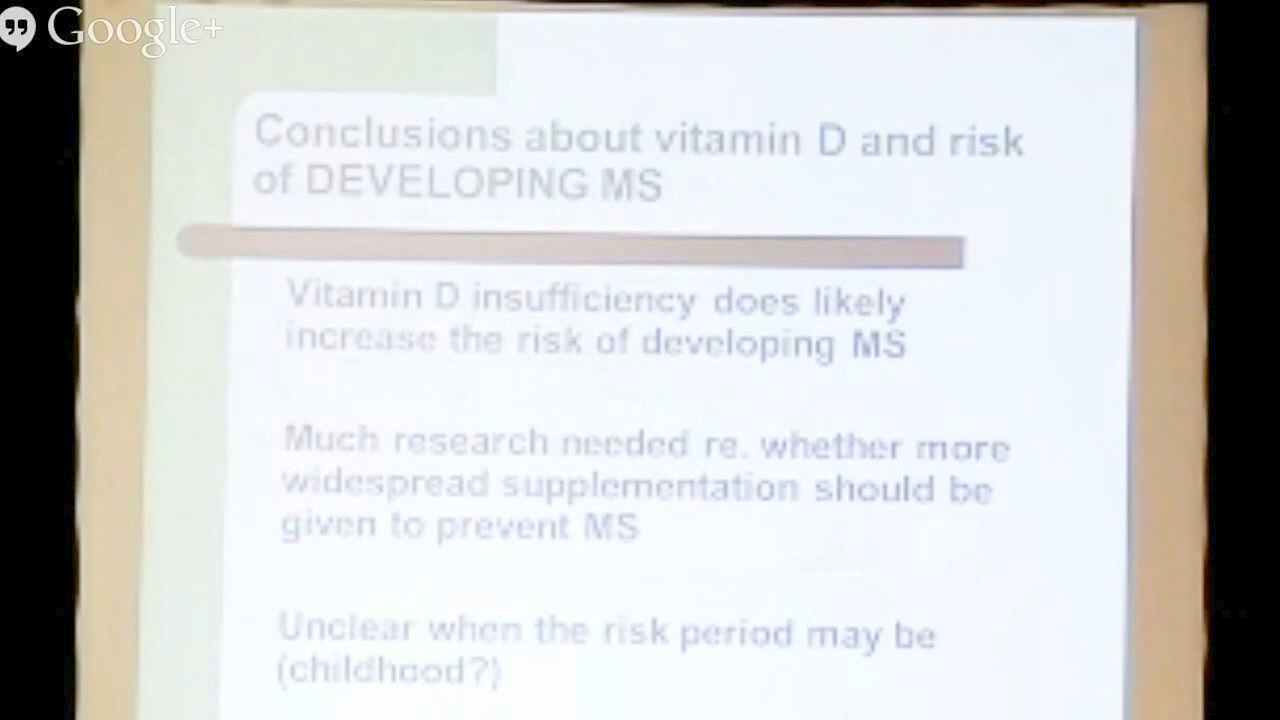 Google+
Conclusions about vitamin D and risk
of DEVELOPING MS
Vitamin D insufficiency does likely
increase the risk of developing MS
Much research needed re. whether more
widespread supplementation should be
given to prevent MS
Unclear when the risk period may be
(childhood?)